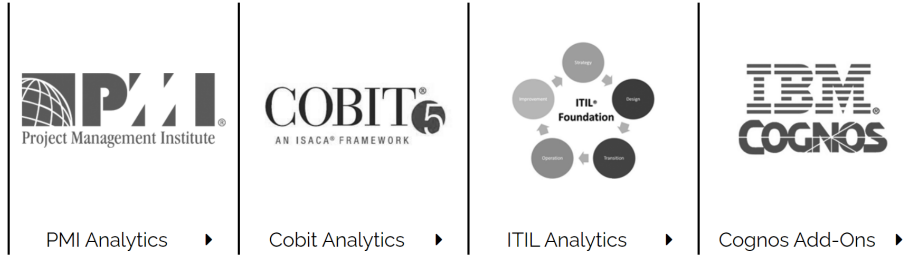 PMI®
Project Management Institute
PMI Analytics
COBIT® 5
AN ISACA® FRAMEWORK
Cobit Analytics
Strategy
Design
Transition
Operation
Improvement
ITIL®
Foundation
ITIL Analytics
IBM®
COGNOS
Cognos Add-Ons